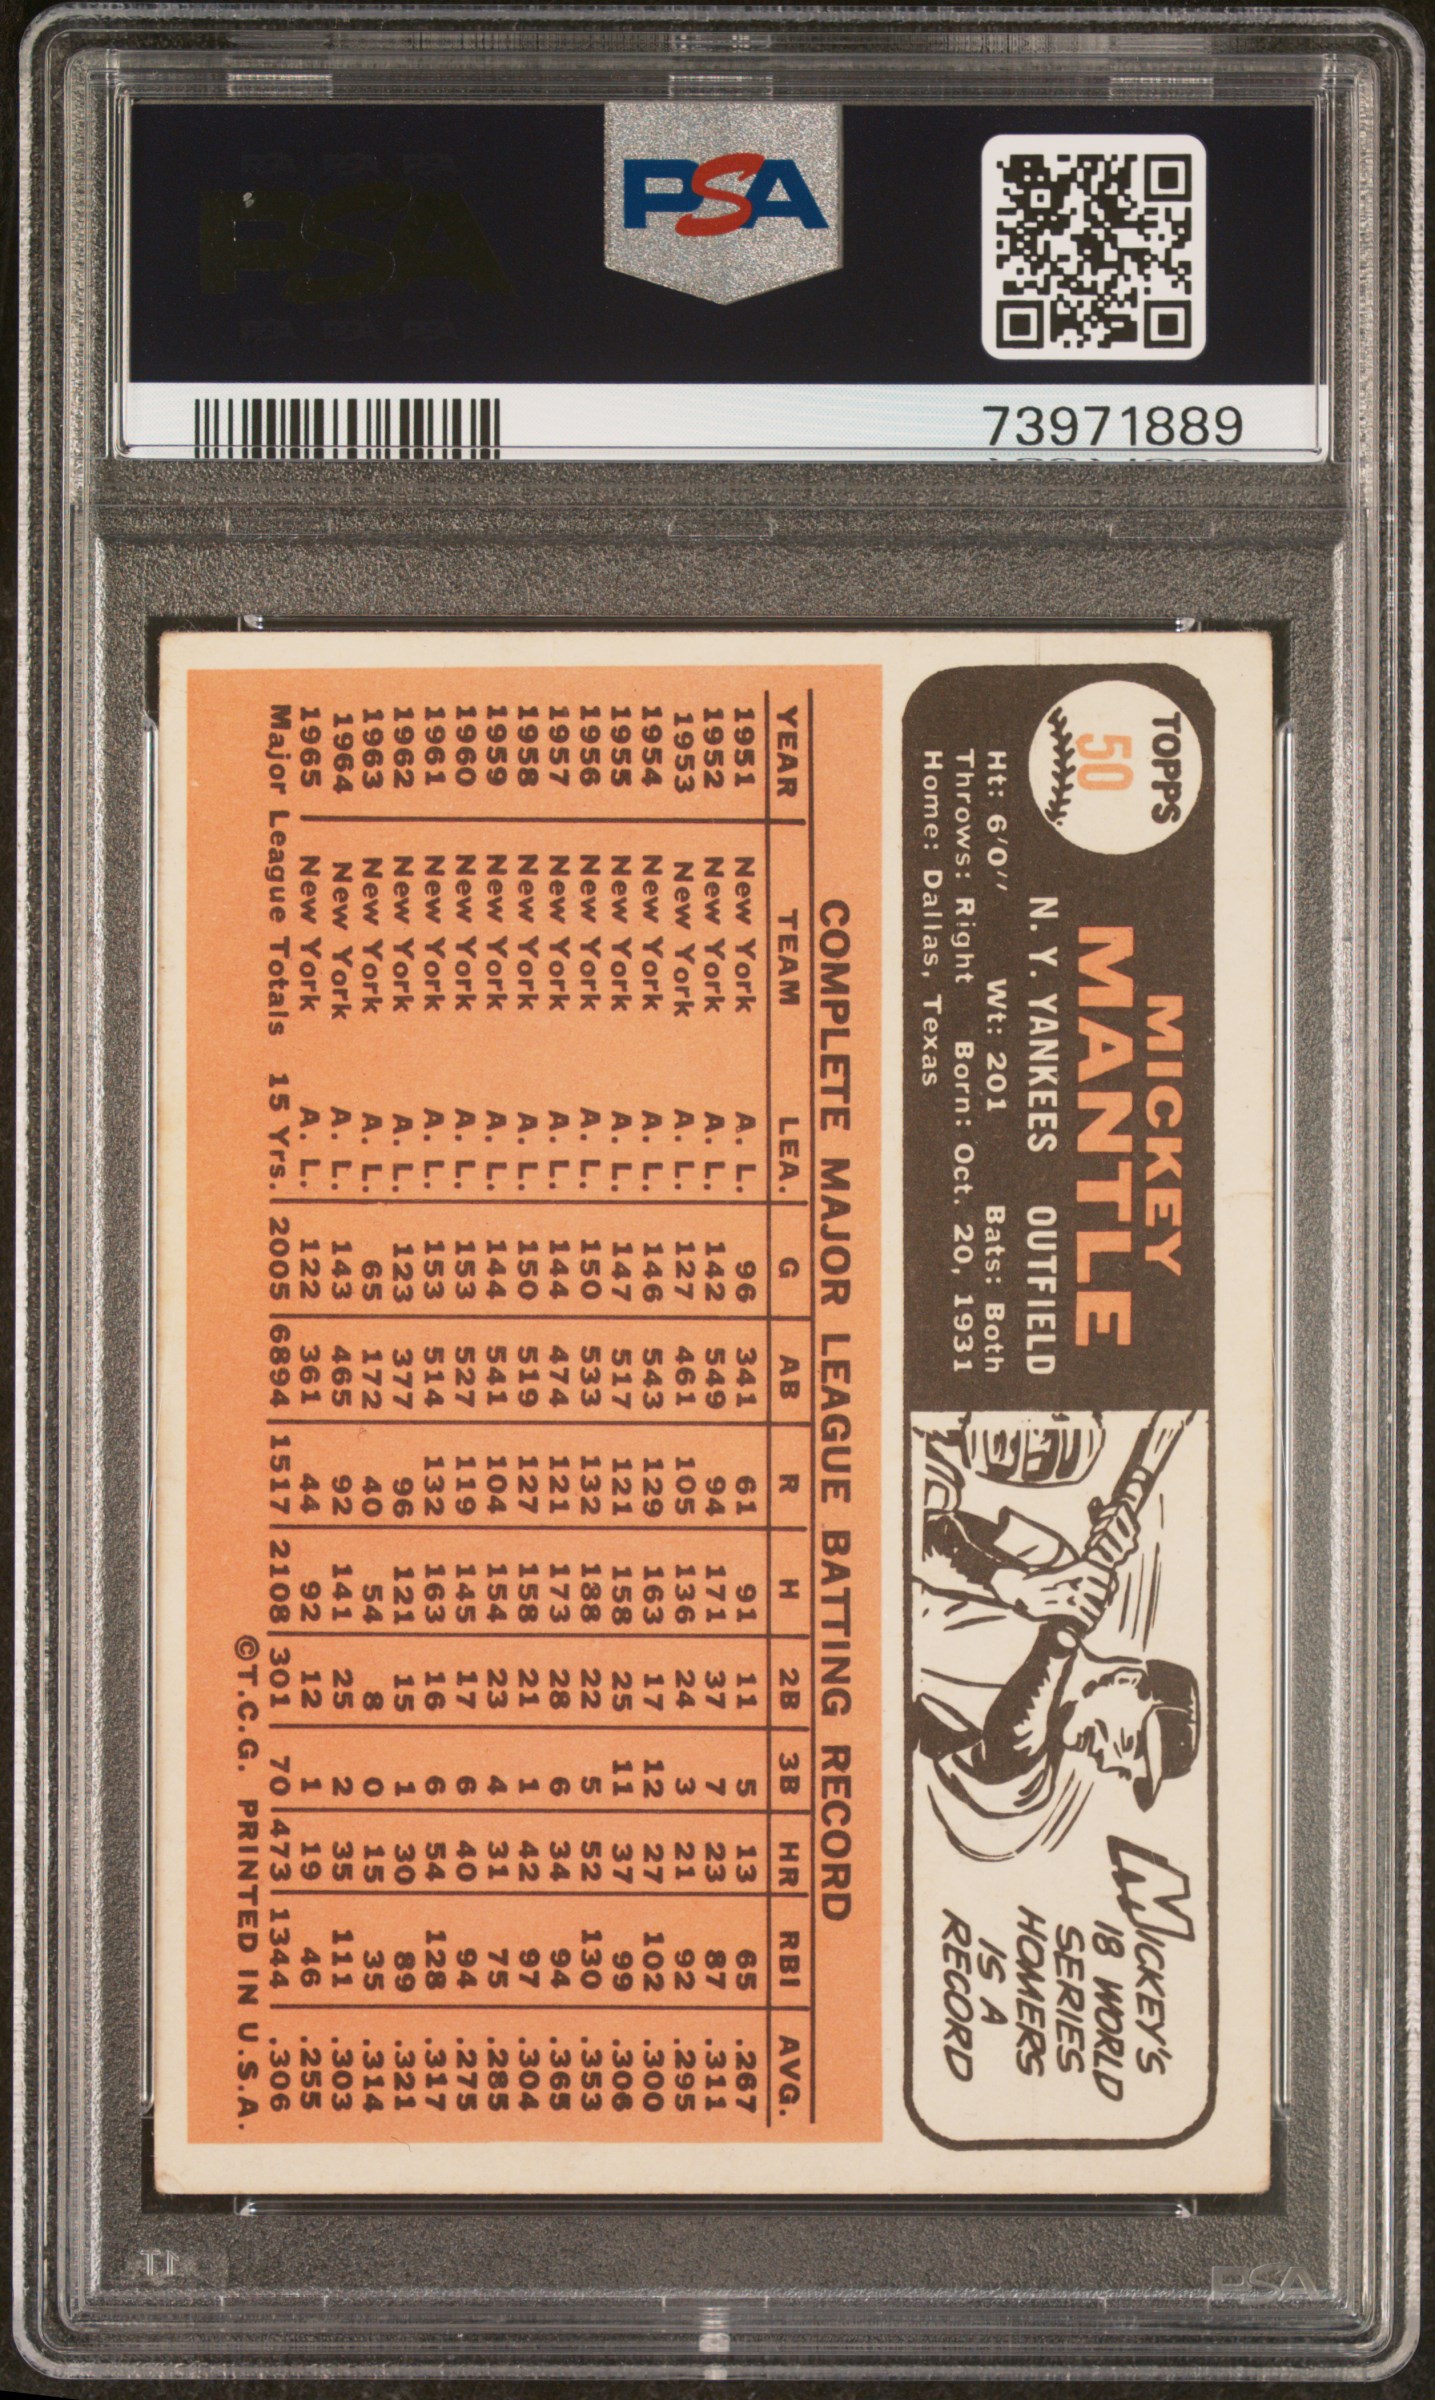 PSA
73971889
TOPPS
50
MICKEY
MANTLE
N. Y. YANKEES OUTFIELD
Ht: 6'0'' Wt: 201 Bats: Both
Throws: Right Born: Oct. 20, 1931
Home: Dallas, Texas
MICKEY'S
18 WORLD
SERIES
HOMERS
IS A
RECORD
COMPLETE MAJOR LEAGUE BATTING RECORD
YEAR TEAM LEA. G AB R H 2B 3B HR RBI AVG.
1951 New York A. L. 96 341 61 91 11 5 13 65 .267
1952 New York A. L. 142 549 94 171 37 7 23 87 .311
1953 New York A. L. 127 461 105 136 24 3 21 92 .295
1954 New York A. L. 146 543 129 163 17 12 27 102 .300
1955 New York A. L. 147 517 121 158 25 11 37 99 .306
1956 New York A. L. 150 533 132 188 22 5 52 130 .353
1957 New York A. L. 144 474 121 173 28 6 34 94 .365
1958 New York A. L. 150 519 127 158 21 1 42 97 .304
1959 New York A. L. 144 541 104 154 23 4 31 75 .285
1960 New York A. L. 153 527 119 145 17 6 40 94 .275
1961 New York A. L. 153 514 132 163 16 6 54 128 .317
1962 New York A. L. 123 377 96 121 15 1 30 89 .321
1963 New York A. L. 65 172 40 54 8 0 15 35 .314
1964 New York A. L. 143 465 92 141 25 2 35 111 .303
1965 New York A. L. 122 361 44 92 12 1 19 46 .255
Major League Totals 15 Yrs. 2005 6894 1517 2108 301 70 473 1344 .306
©T.C.G. PRINTED IN U.S.A.
PSA